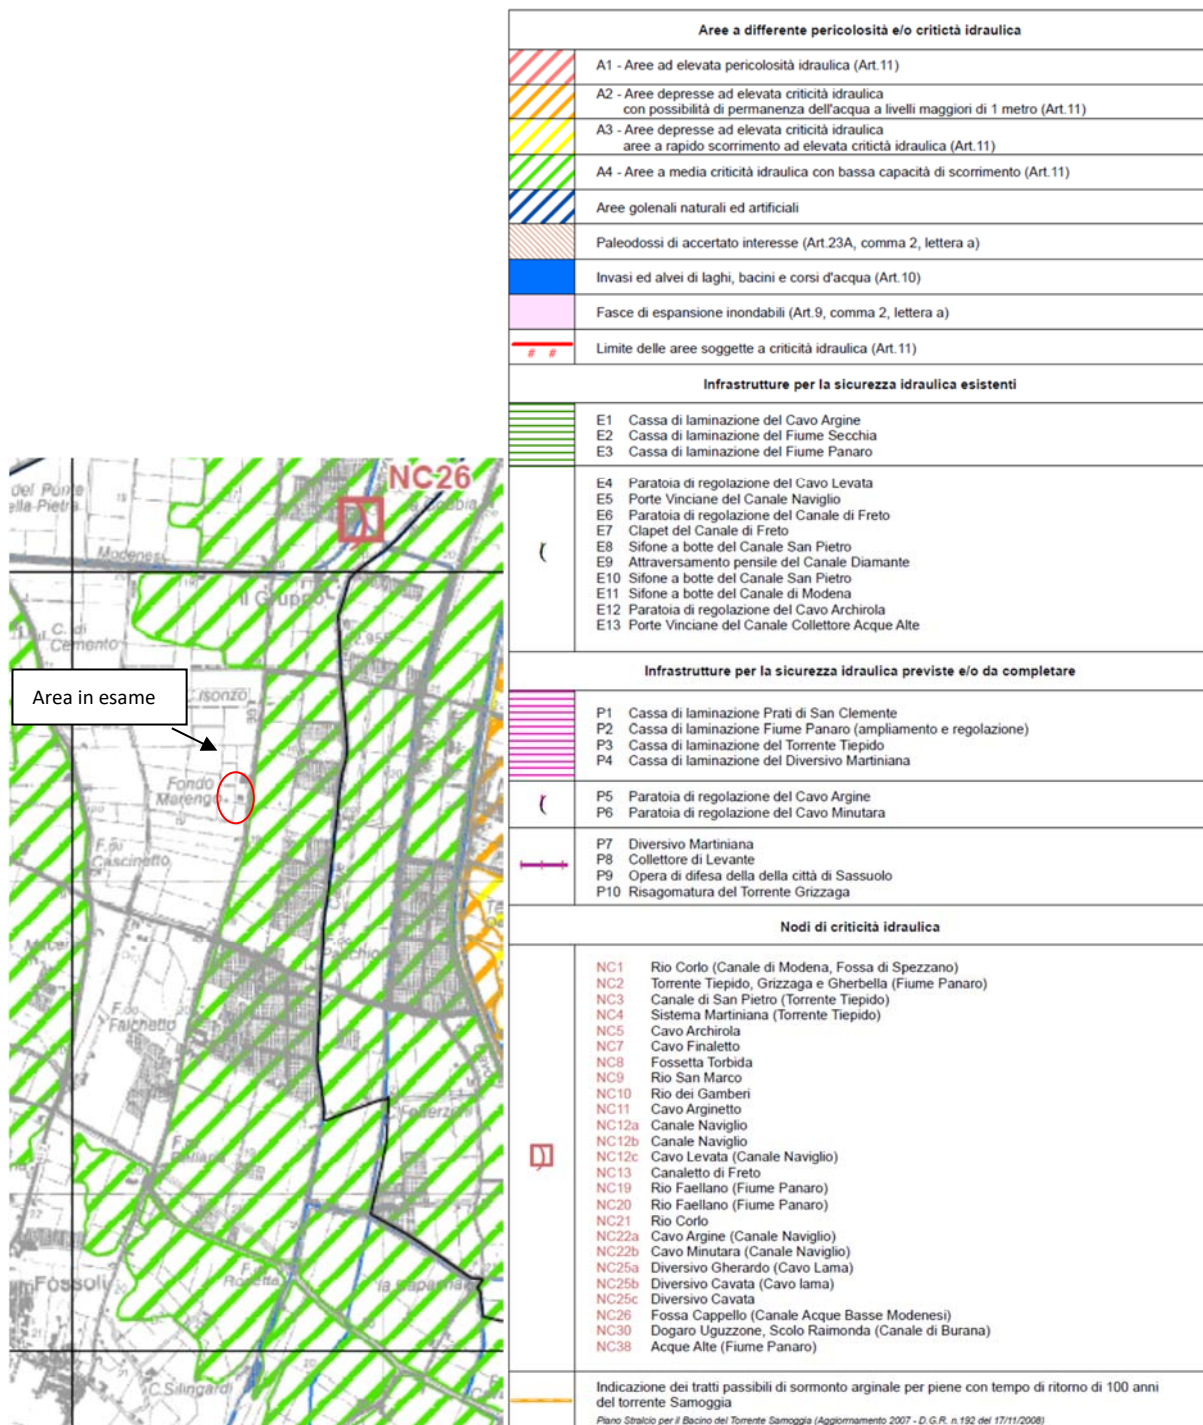 Aree a differente pericolosità e/o critictà idraulica
A1 - Aree ad elevata pericolosità idraulica (Art.11)
A2 - Aree depresse ad elevata criticità idraulica
con possibilità di permanenza dell'acqua a livelli maggiori di 1 metro (Art.11)
A3 - Aree depresse ad elevata criticità idraulica
aree a rapido scorrimento ad elevata critictà idraulica (Art.11)
A4 - Aree a media criticità idraulica con bassa capacità di scorrimento (Art.11)
Aree golenali naturali ed artificiali
Paleodossi di accertato interesse (Art.23A, comma 2, lettera a)
Invasi ed alvei di laghi, bacini e corsi d'acqua (Art.10)
Fasce di espansione inondabili (Art.9, comma 2, lettera a)
# #
Limite delle aree soggette a criticità idraulica (Art.11)
Infrastrutture per la sicurezza idraulica esistenti
E1 Cassa di laminazione del Cavo Argine
E2 Cassa di laminazione del Fiume Secchia
E3 Cassa di laminazione del Fiume Panaro
E4 Paratoia di regolazione del Cavo Levata
E5 Porte Vinciane del Canale Naviglio
E6 Paratoia di regolazione del Canale di Freto
E7 Clapet del Canale di Freto
E8 Sifone a botte del Canale San Pietro
E9 Attraversamento pensile del Canale Diamante
E10 Sifone a botte del Canale San Pietro
E11 Sifone a botte del Canale di Modena
E12 Paratoia di regolazione del Cavo Archirola
E13 Porte Vinciane del Canale Collettore Acque Alte
Infrastrutture per la sicurezza idraulica previste e/o da completare
P1 Cassa di laminazione Prati di San Clemente
P2 Cassa di laminazione Fiume Panaro (ampliamento e regolazione)
P3 Cassa di laminazione del Torrente Tiepido
P4 Cassa di laminazione del Diversivo Martiniana
P5 Paratoia di regolazione del Cavo Argine
P6 Paratoia di regolazione del Cavo Minutara
P7 Diversivo Martiniana
P8 Collettore di Levante
P9 Opera di difesa della della città di Sassuolo
P10 Risagomatura del Torrente Grizzaga
Nodi di criticità idraulica
NC1 Rio Corlo (Canale di Modena, Fossa di Spezzano)
NC2 Torrente Tiepido, Grizzaga e Gherbella (Fiume Panaro)
NC3 Canale di San Pietro (Torrente Tiepido)
NC4 Sistema Martiniana (Torrente Tiepido)
NC5 Cavo Archirola
NC7 Cavo Finaletto
NC8 Fossetta Torbida
NC9 Rio San Marco
NC10 Rio dei Gamberi
NC11 Cavo Arginetto
NC12a Canale Naviglio
NC12b Canale Naviglio
NC12c Cavo Levata (Canale Naviglio)
NC13 Canaletto di Freto
NC19 Rio Faellano (Fiume Panaro)
NC20 Rio Faellano (Fiume Panaro)
NC21 Rio Corlo
NC22a Cavo Argine (Canale Naviglio)
NC22b Cavo Minutara (Canale Naviglio)
NC25a Diversivo Gherardo (Cavo Lama)
NC25b Diversivo Cavata (Cavo lama)
NC25c Diversivo Cavata
NC26 Fossa Cappello (Canale Acque Basse Modenesi)
NC30 Dogaro Uguzzone, Scolo Raimonda (Canale di Burana)
NC38 Acque Alte (Fiume Panaro)
Indicazione dei tratti passibili di sormonto arginale per piene con tempo di ritorno di 100 anni
del torrente Samoggia
Piano Stralcio per il Bacino del Torrente Samoggia (Aggiornamento 2007 - D.G.R. n.192 del 17/11/2008)
NC26
del Ponte
ella Pietra
Modenesi
Il Gruppo
C. di
Cemento
Area in esame
Isonzo
Fondo
Marengo
F.do
Cascinetto
F.do
Falchetto
Fossoli
C. Silingardi